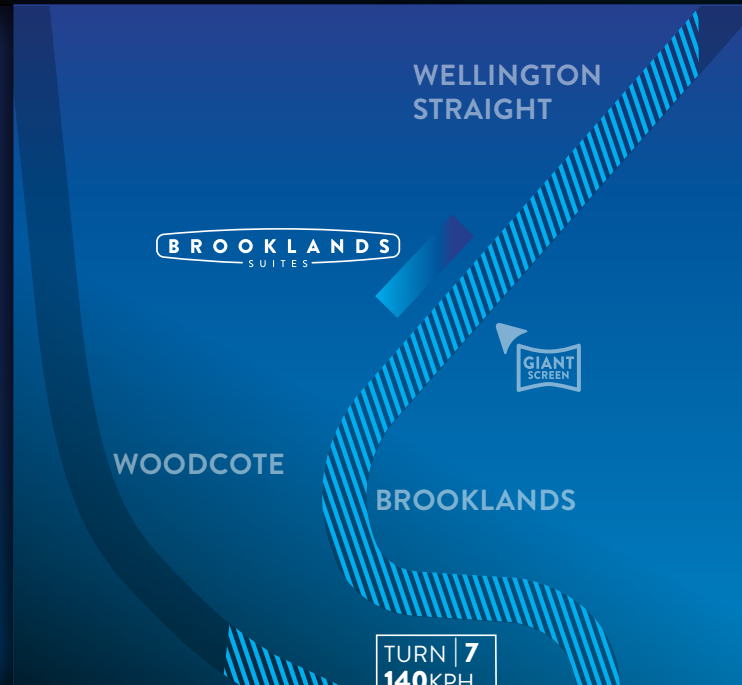 WELLINGTON
STRAIGHT
BROOKLANDS
SUITES
GIANT
SCREEN
WOODCOTE
BROOKLANDS
TURN 7
140KPH